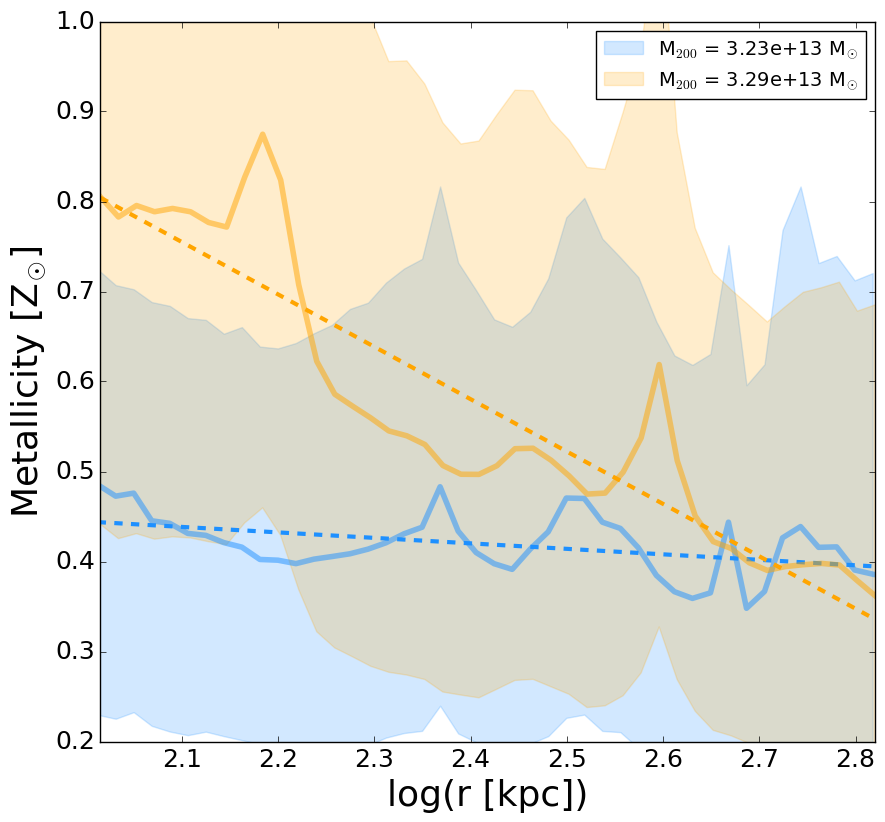 M₂₀₀ = 3.23e+13 M☉
M₂₀₀ = 3.29e+13 M☉
1.0
0.9
0.8
0.7
0.6
0.5
0.4
0.3
0.2
Metallicity [Z☉]
2.1 2.2 2.3 2.4 2.5 2.6 2.7 2.8
log(r [kpc])